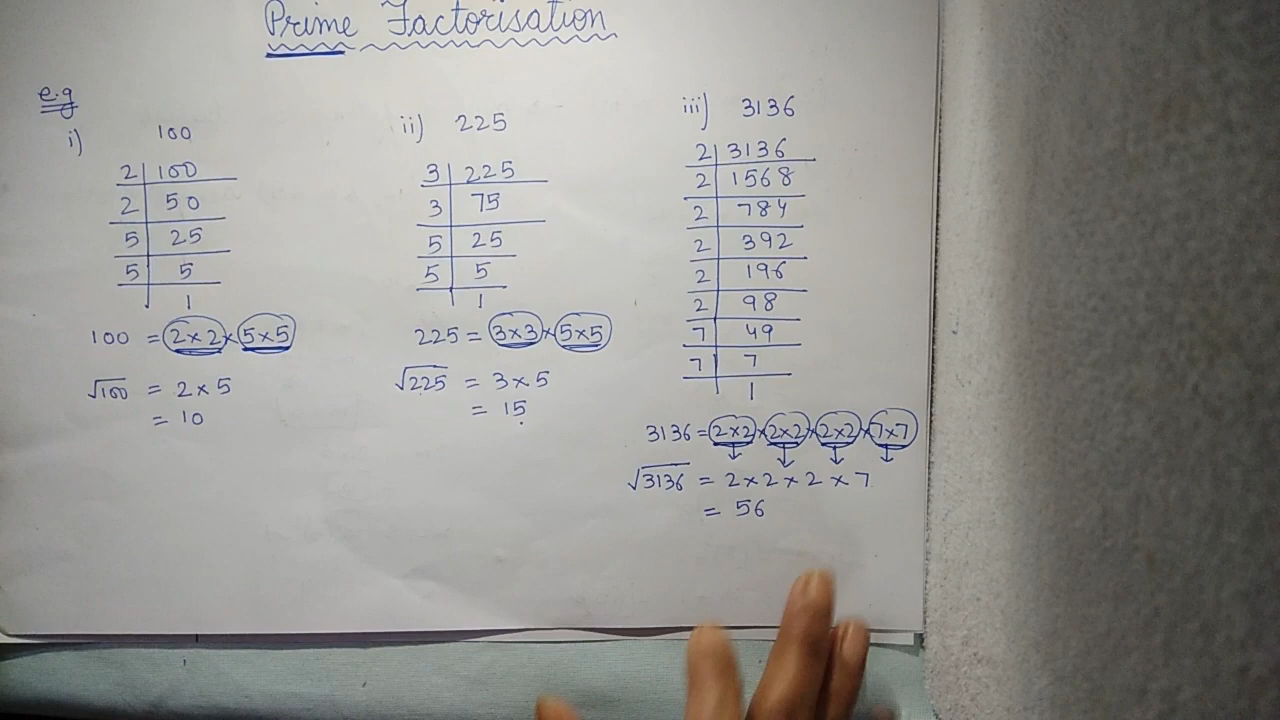 Prime Factorisation
e.g
i) 100
2 | 100
2 | 50
5 | 25
5 | 5
1
100 = 2×2 × 5×5
√100 = 2×5
= 10
ii) 225
3 | 225
3 | 75
5 | 25
5 | 5
1
225 = 3×3 × 5×5
√225 = 3×5
= 15
iii) 3136
2 | 3136
2 | 1568
2 | 784
2 | 392
2 | 196
2 | 98
7 | 49
7 | 7
1
3136 = 2×2 × 2×2 × 2×2 × 7×7
√3136 = 2×2×2×7
= 56